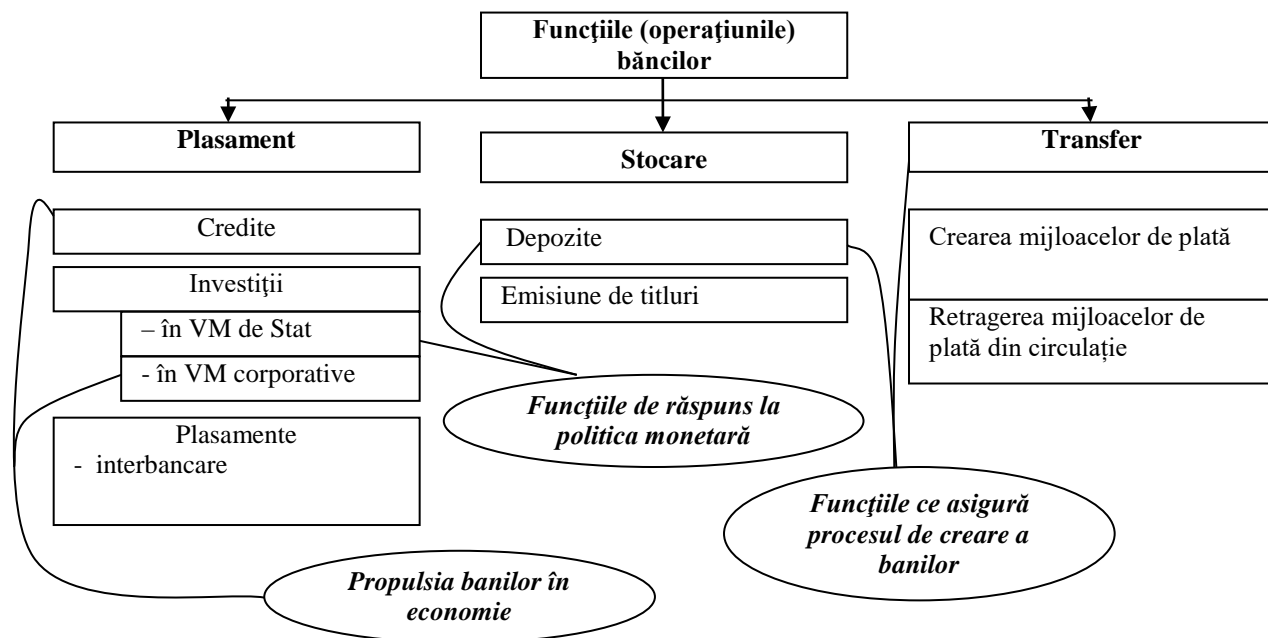 Funcţiile (operaţiunile)
băncilor
Plasament
Stocare
Transfer
Credite
Investiţii
– în VM de Stat
- în VM corporative
Plasamente
- interbancare
Depozite
Emisiune de titluri
Crearea mijloacelor de plată
Retragerea mijloacelor de
plată din circulație
Funcţiile de răspuns la
politica monetară
Funcţiile ce asigură
procesul de creare a
banilor
Propulsia banilor în
economie